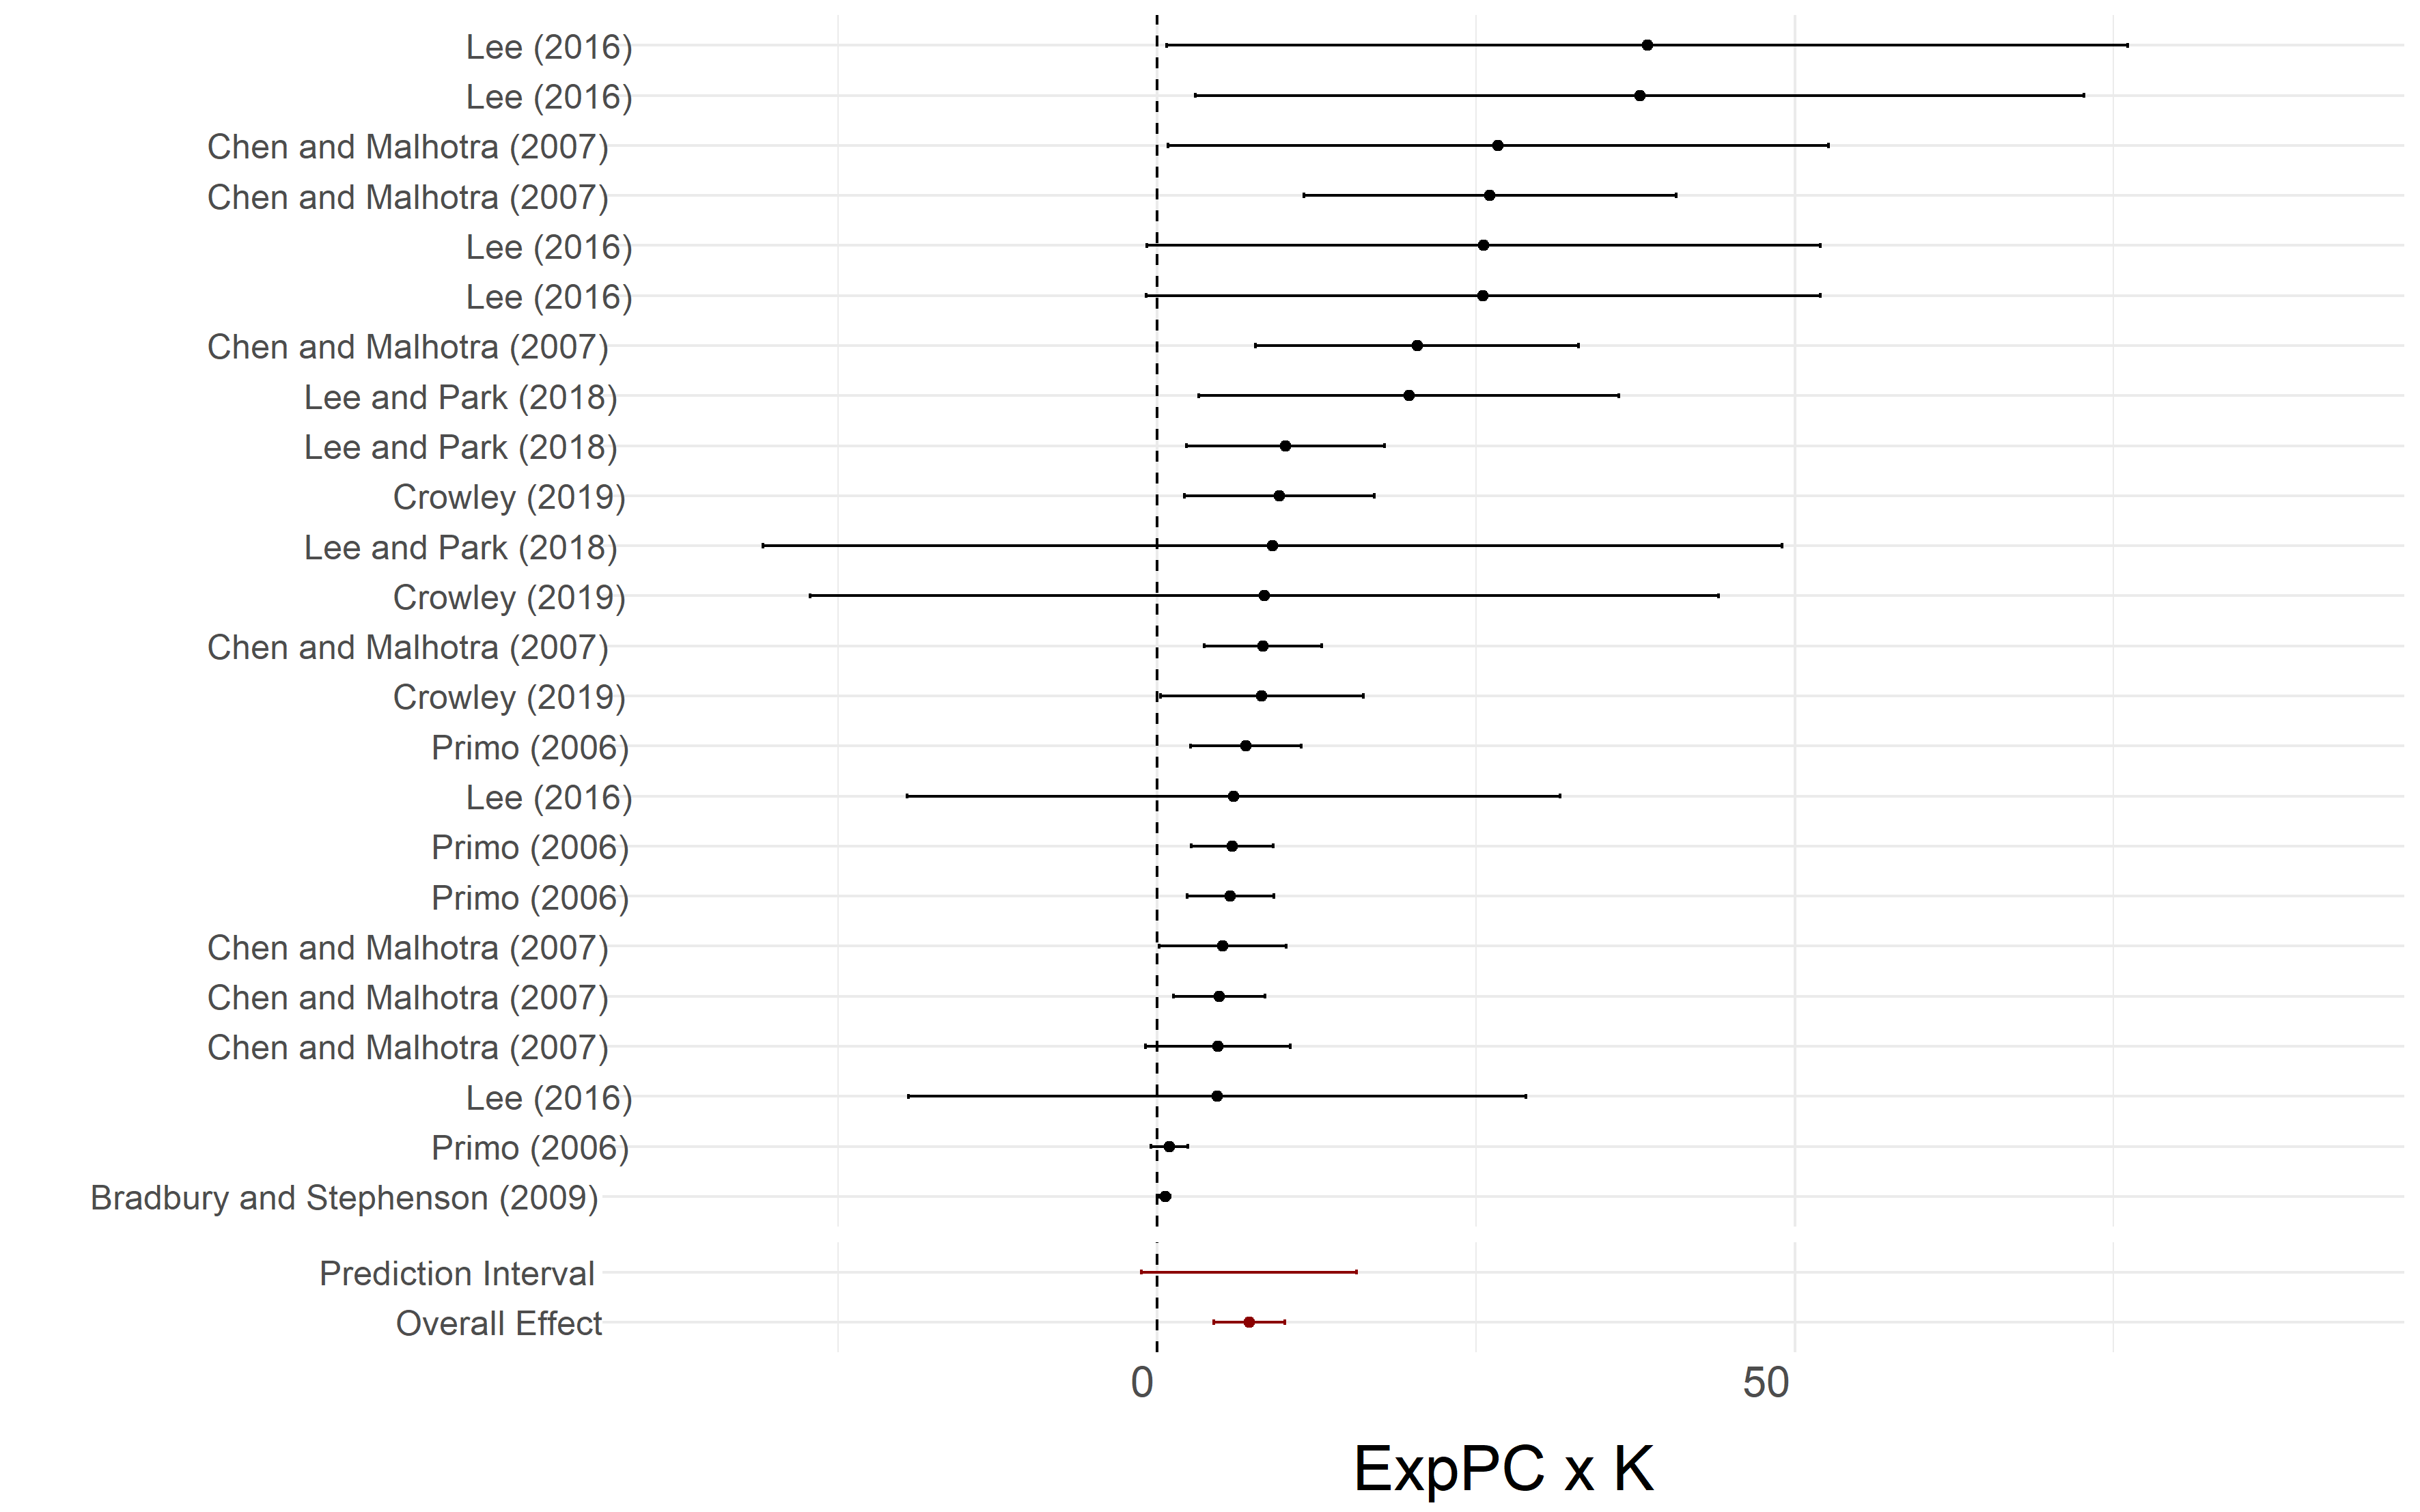 Lee (2016)
Lee (2016)
Chen and Malhotra (2007)
Chen and Malhotra (2007)
Lee (2016)
Lee (2016)
Chen and Malhotra (2007)
Lee and Park (2018)
Lee and Park (2018)
Crowley (2019)
Lee and Park (2018)
Crowley (2019)
Chen and Malhotra (2007)
Crowley (2019)
Primo (2006)
Lee (2016)
Primo (2006)
Primo (2006)
Chen and Malhotra (2007)
Chen and Malhotra (2007)
Chen and Malhotra (2007)
Lee (2016)
Primo (2006)
Bradbury and Stephenson (2009)
Prediction Interval
Overall Effect
0 50
ExpPC x K